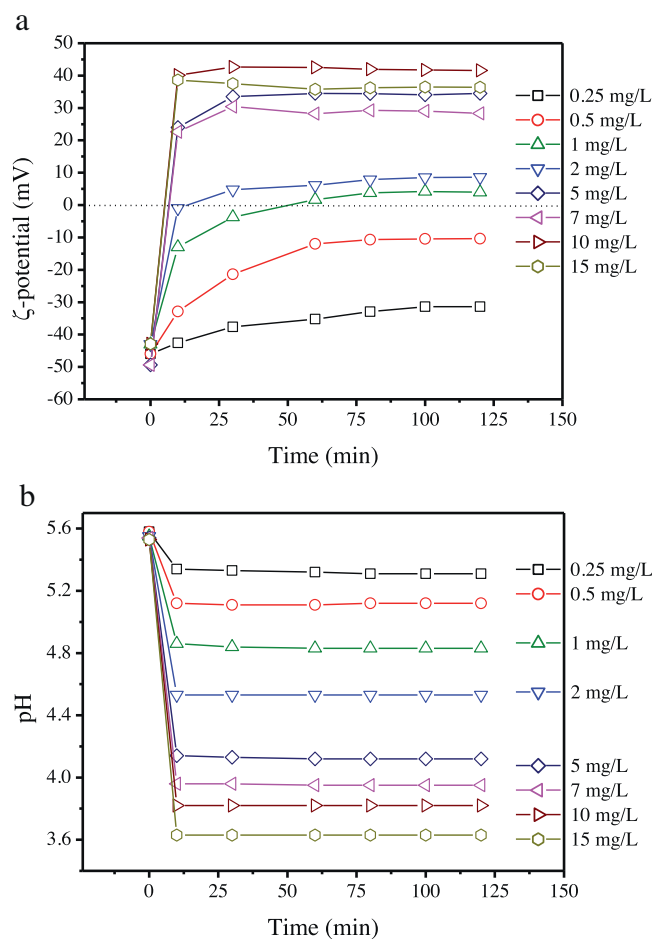 a
50
40
30
20
10
0
-10
-20
-30
-40
-50
-60
ζ-potential (mV)
0 25 50 75 100 125 150
Time (min)
0.25 mg/L
0.5 mg/L
1 mg/L
2 mg/L
5 mg/L
7 mg/L
10 mg/L
15 mg/L
b
5.6
5.2
4.8
4.4
4.0
3.6
pH
0 25 50 75 100 125 150
Time (min)
0.25 mg/L
0.5 mg/L
1 mg/L
2 mg/L
5 mg/L
7 mg/L
10 mg/L
15 mg/L